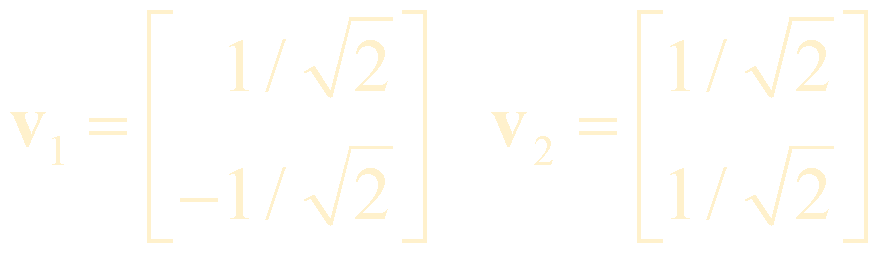 v₁ = [ 1/√2 ; −1/√2 ] v₂ = [ 1/√2 ; 1/√2 ]